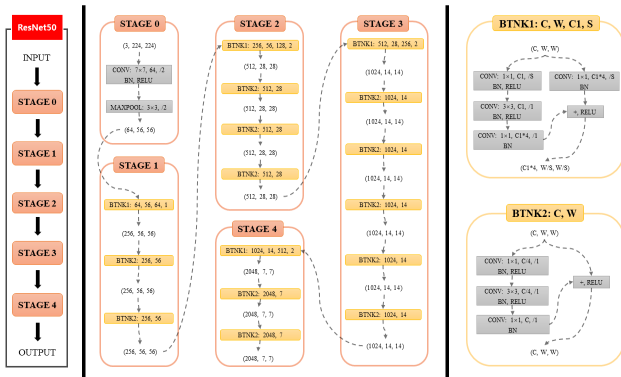 ResNet50
INPUT
STAGE 0
STAGE 1
STAGE 2
STAGE 3
STAGE 4
OUTPUT
STAGE 0
(3, 224, 224)
CONV: 7×7, 64, /2
BN, RELU
MAXPOOL: 3×3, /2
(64, 56, 56)
STAGE 1
BTNK1: 64, 56, 64, 1
(256, 56, 56)
BTNK2: 256, 56
(256, 56, 56)
BTNK2: 256, 56
(256, 56, 56)
STAGE 2
BTNK1: 256, 56, 128, 2
(512, 28, 28)
BTNK2: 512, 28
(512, 28, 28)
BTNK2: 512, 28
(512, 28, 28)
BTNK2: 512, 28
(512, 28, 28)
STAGE 3
BTNK1: 512, 28, 256, 2
(1024, 14, 14)
BTNK2: 1024, 14
(1024, 14, 14)
BTNK2: 1024, 14
(1024, 14, 14)
BTNK2: 1024, 14
(1024, 14, 14)
BTNK2: 1024, 14
(1024, 14, 14)
BTNK2: 1024, 14
(1024, 14, 14)
STAGE 4
BTNK1: 1024, 14, 512, 2
(2048, 7, 7)
BTNK2: 2048, 7
(2048, 7, 7)
BTNK2: 2048, 7
(2048, 7, 7)
BTNK1: C, W, C1, S
(C, W, W)
CONV: 1×1, C1, /S
BN, RELU
CONV: 3×3, C1, /1
BN, RELU
CONV: 1×1, C1*4, /1
BN
CONV: 1×1, C1*4, /S
BN
+, RELU
(C1*4, W/S, W/S)
BTNK2: C, W
(C, W, W)
CONV: 1×1, C/4, /1
BN, RELU
CONV: 3×3, C/4, /1
BN, RELU
CONV: 1×1, C, /1
BN
+, RELU
(C, W, W)